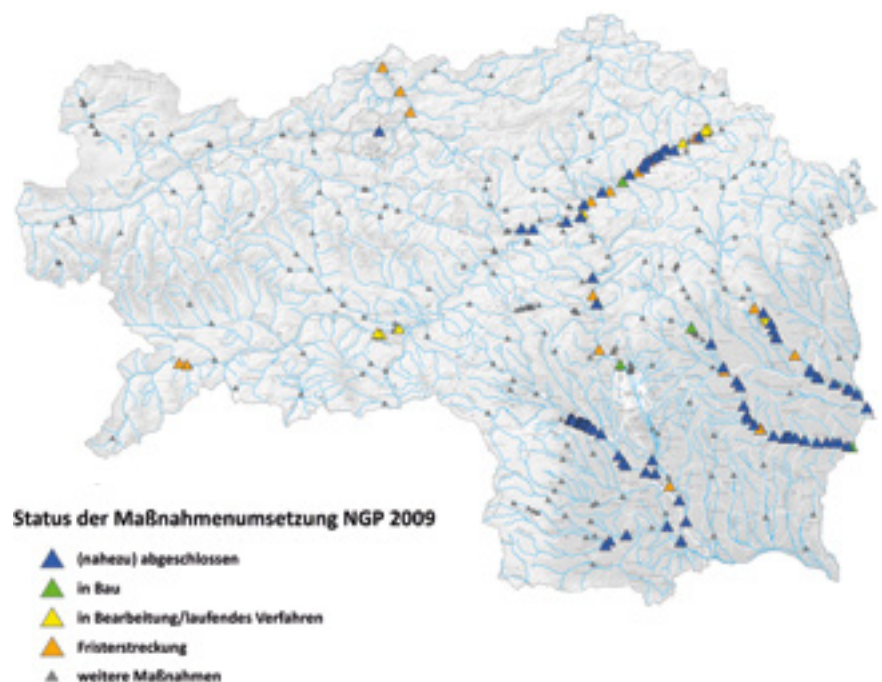 Status der Maßnahmenumsetzung NGP 2009
(nahezu) abgeschlossen
in Bau
in Bearbeitung/laufendes Verfahren
Fristerstreckung
weitere Maßnahmen